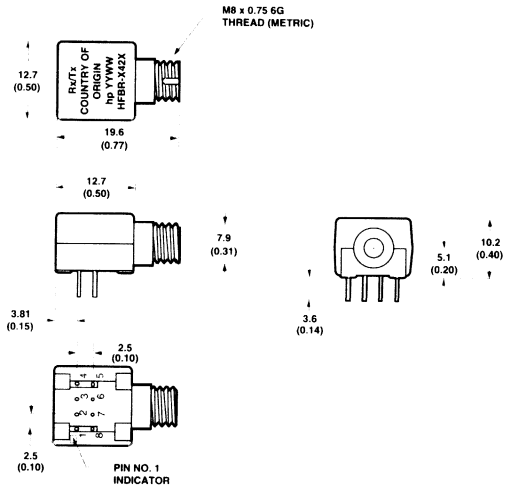 M8 x 0.75 6G
THREAD (METRIC)
12.7
(0.50)
Rx/Tx
COUNTRY OF
ORIGIN
hp YYWW
HFBR-X42X
19.6
(0.77)
12.7
(0.50)
7.9
(0.31)
5.1
(0.20)
10.2
(0.40)
3.81
(0.15)
3.6
(0.14)
2.5
(0.10)
4 5
3 6
2 7
1 8
2.5
(0.10)
PIN NO. 1
INDICATOR